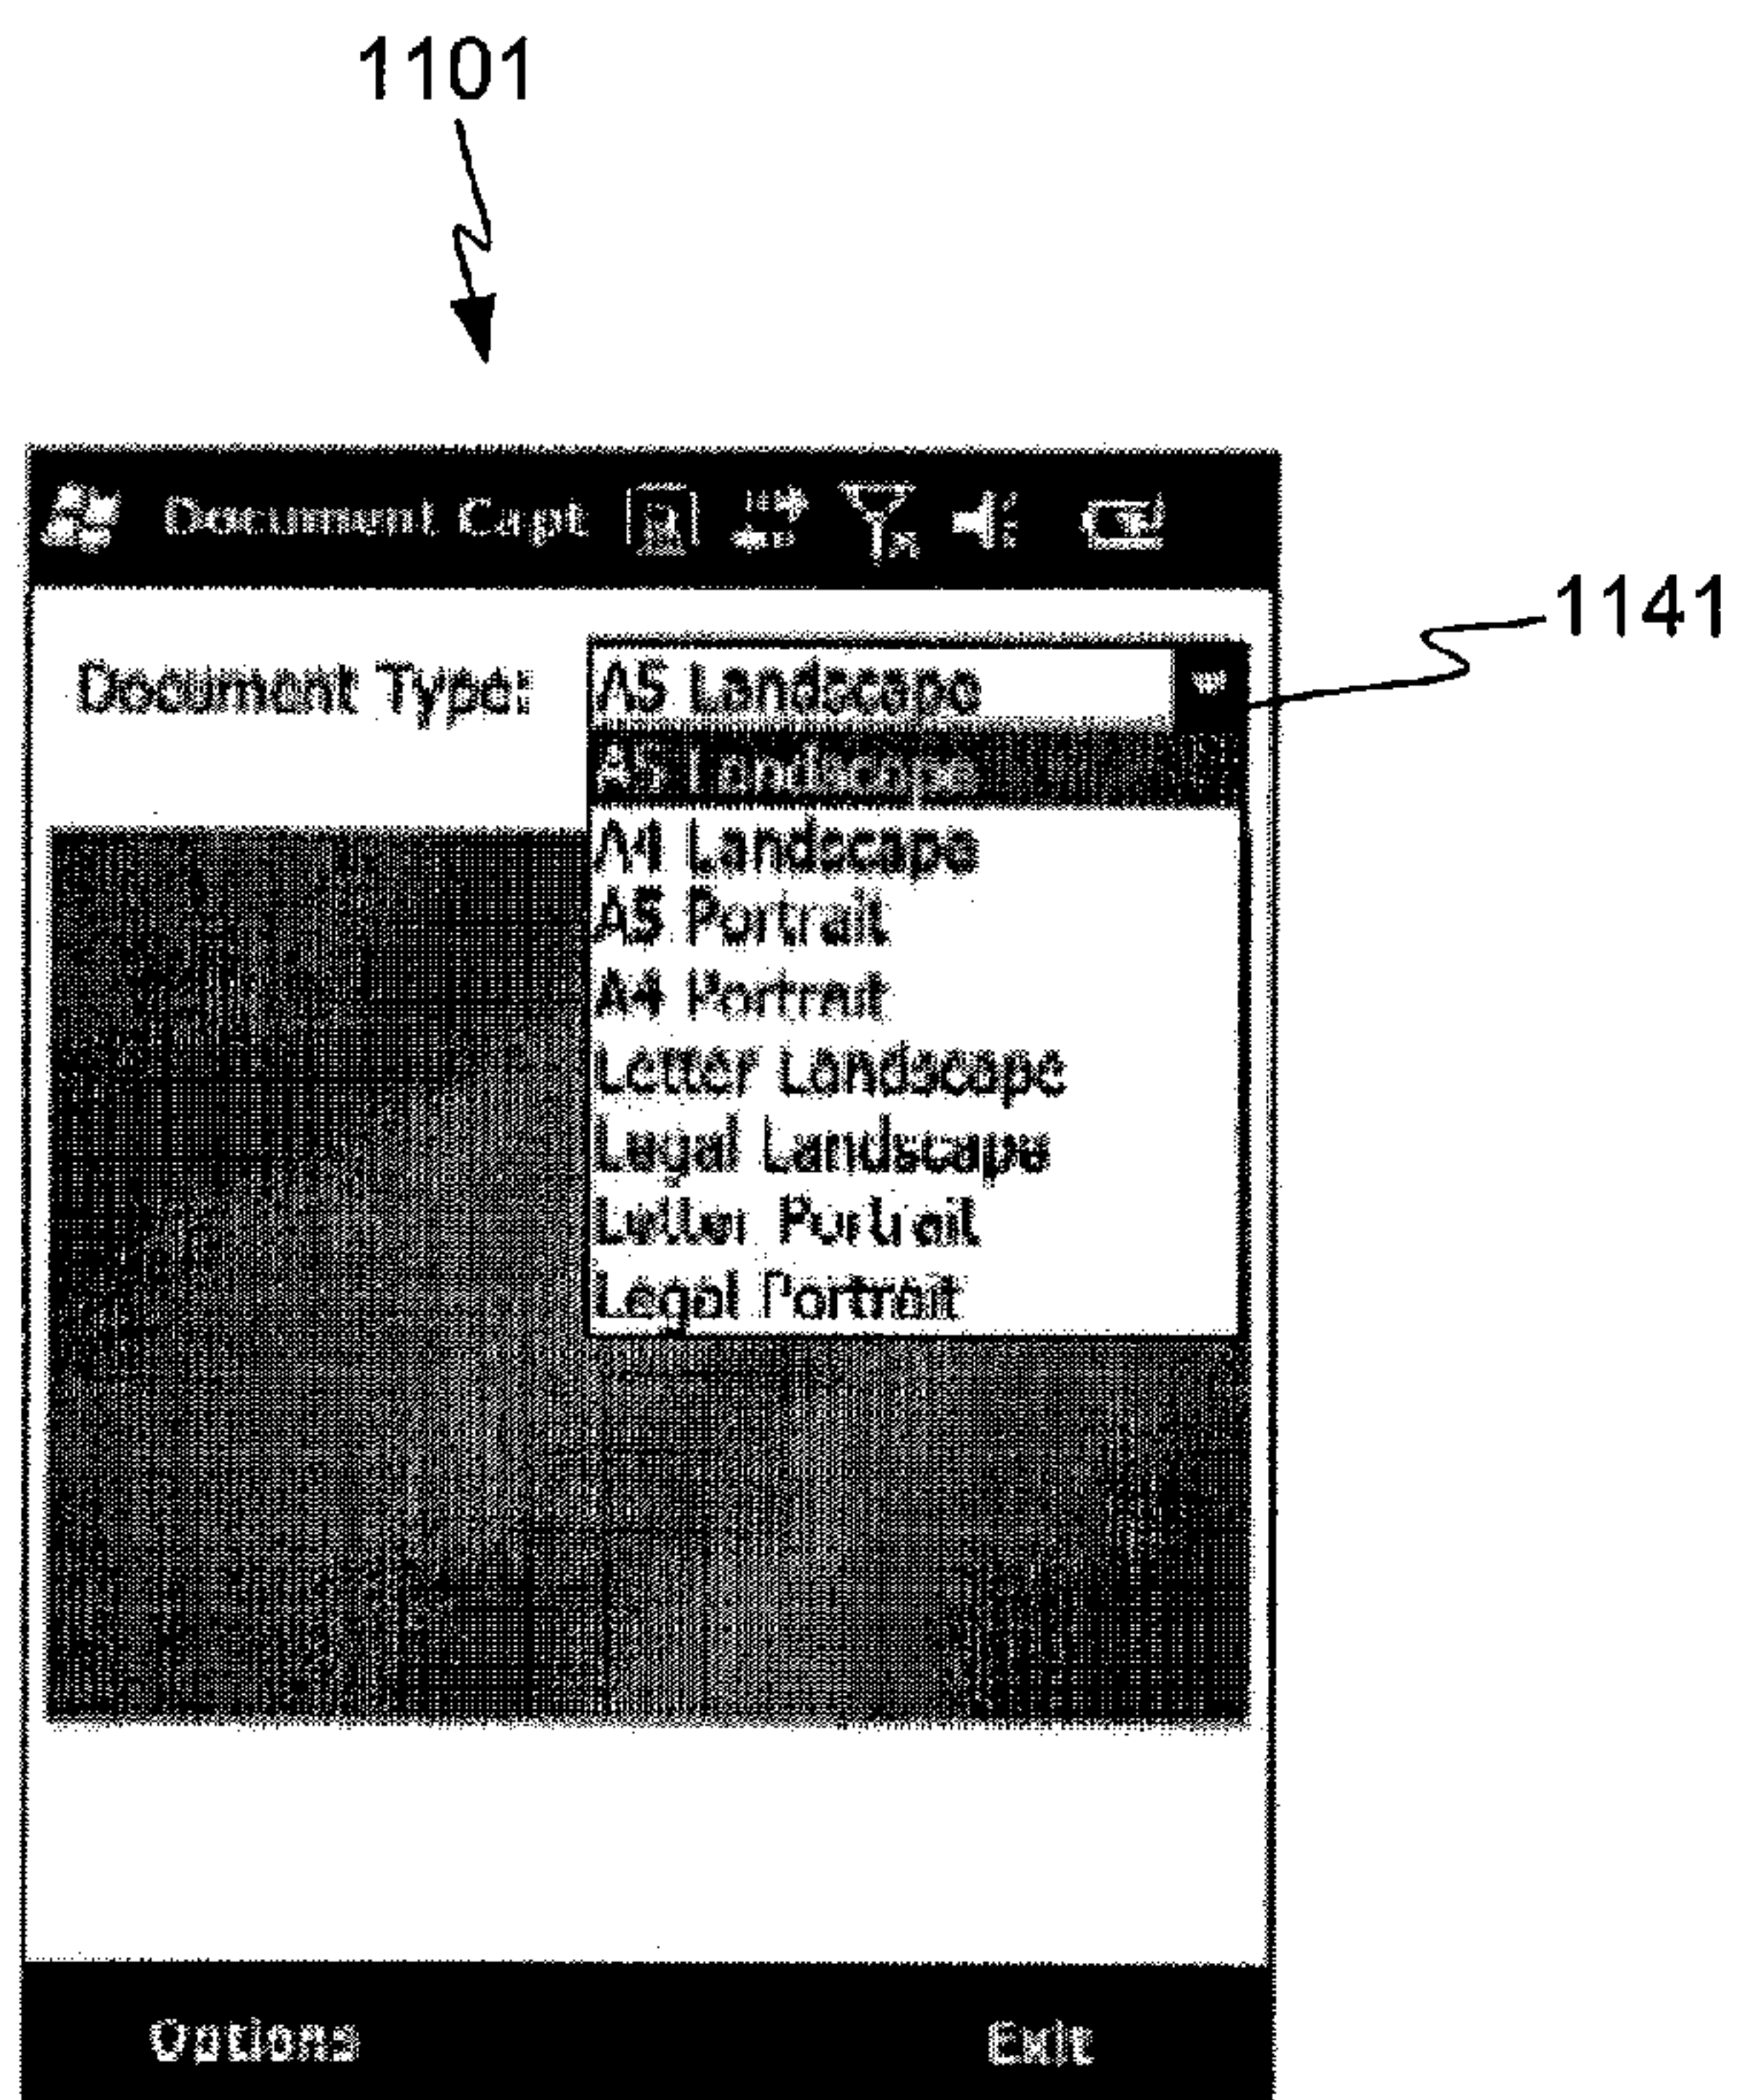 1101
Document Capt
1141
Document Type:
A5 Landscape
A5 Landscape
A4 Landscape
A5 Portrait
A4 Portrait
Letter Landscape
Legal Landscape
Letter Portrait
Legal Portrait
Options Exit